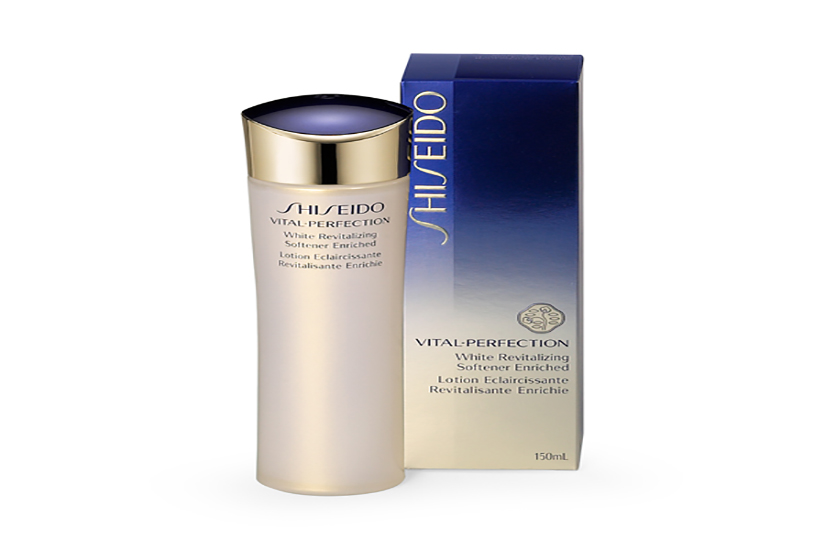 SHISEIDO
VITAL-PERFECTION
White Revitalizing
Softener Enriched
Lotion Eclaircissante
Revitalisante Enrichie
SHISEIDO
VITAL-PERFECTION
White Revitalizing
Softener Enriched
Lotion Eclaircissante
Revitalisante Enrichie
150mL